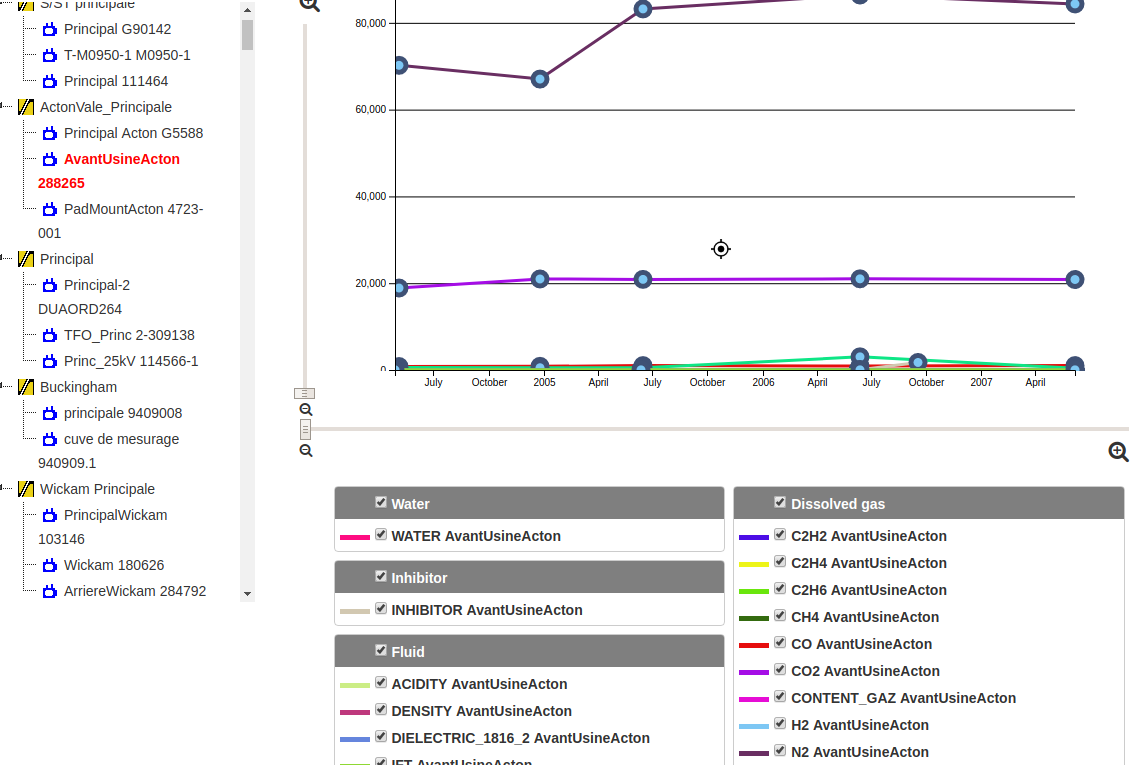 S/ST principale
Principal G90142
T-M0950-1 M0950-1
Principal 111464
ActonVale_Principale
Principal Acton G5588
AvantUsineActon
288265
PadMountActon 4723-
001
Principal
Principal-2
DUAORD264
TFO_Princ 2-309138
Princ_25kV 114566-1
Buckingham
principale 9409008
cuve de mesurage
940909.1
Wickam Principale
PrincipalWickam
103146
Wickam 180626
ArriereWickam 284792
80,000
60,000
40,000
20,000
0
July October 2005 April July October 2006 April July October 2007 April
Water
WATER AvantUsineActon
Inhibitor
INHIBITOR AvantUsineActon
Fluid
ACIDITY AvantUsineActon
DENSITY AvantUsineActon
DIELECTRIC_1816_2 AvantUsineActon
IFT AvantUsineActon
Dissolved gas
C2H2 AvantUsineActon
C2H4 AvantUsineActon
C2H6 AvantUsineActon
CH4 AvantUsineActon
CO AvantUsineActon
CO2 AvantUsineActon
CONTENT_GAZ AvantUsineActon
H2 AvantUsineActon
N2 AvantUsineActon